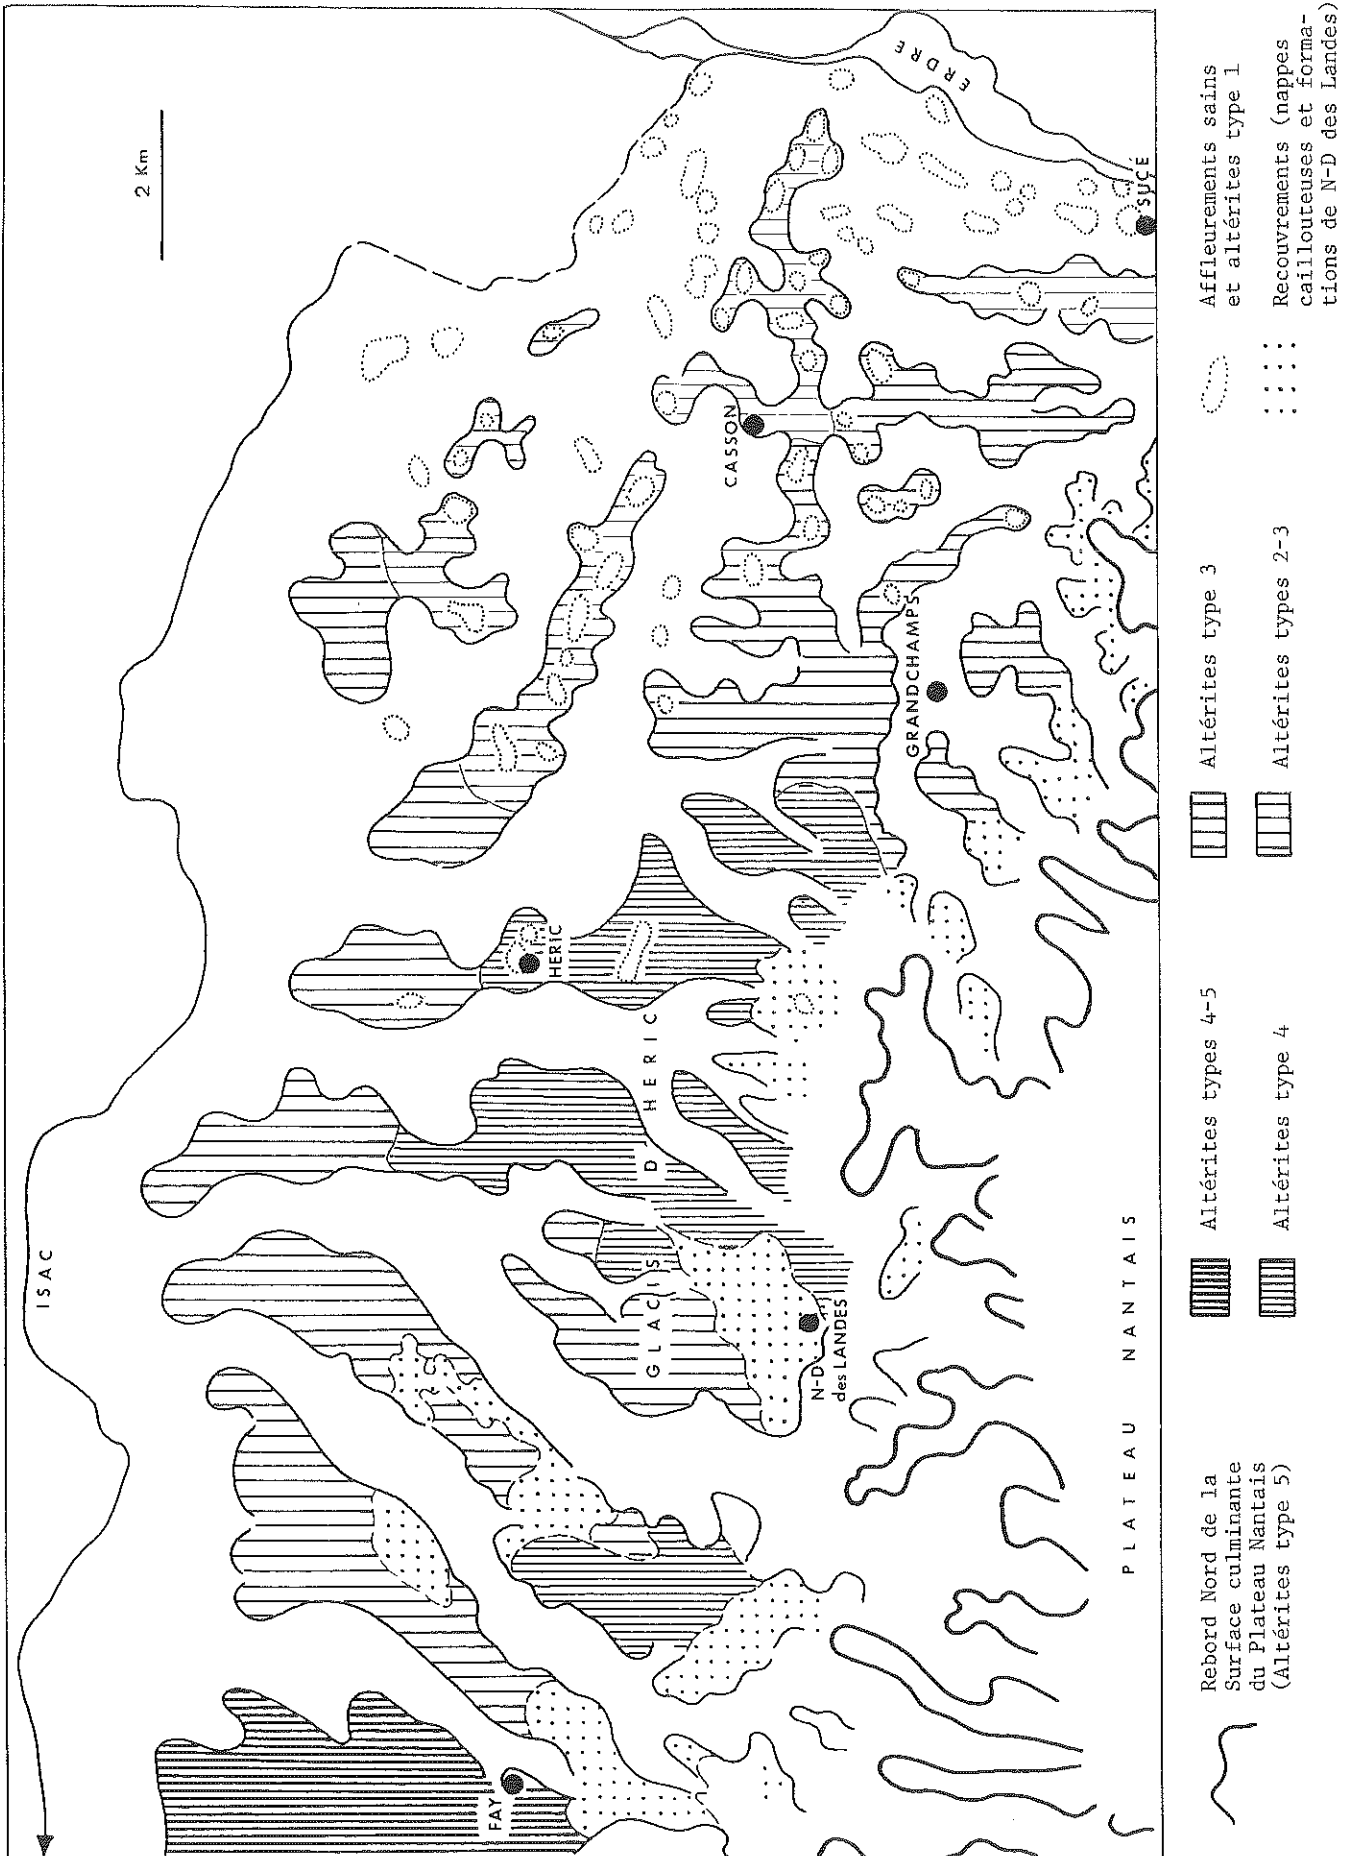 ISAC
2 Km
ERDRE
FAY
HERIC
CASSON
SUCÉ
GLACIS D' HERIC
N-D
des LANDES
GRANDCHAMPS
PLATEAU NANTAIS
Rebord Nord de la
Surface culminante
du Plateau Nantais
(Altérites type 5)
Altérites types 4-5
Altérites type 4
Altérites type 3
Altérites types 2-3
Affleurements sains
et altérites type 1
Recouvrements (nappes
caillouteuses et forma-
tions de N-D des Landes)